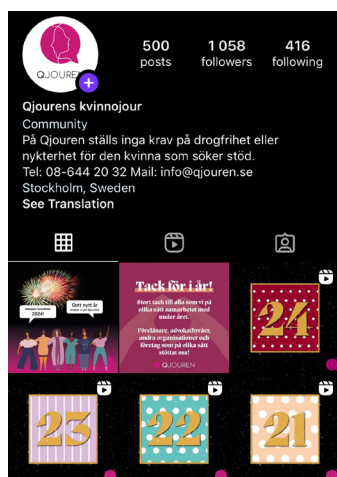 500 1 058 416
posts followers following
QJOUREN
Qjourens kvinnojour
Community
På Qjouren ställs inga krav på drogfrihet eller
nykterhet för den kvinna som söker stöd.
Tel: 08-644 20 32 Mail: info@qjouren.se
Stockholm, Sweden
See Translation
Kampen fortsätter
2024!
Gott nytt år
Tack för i år!
Stort tack till alla som vi på
olika sätt samarbetat med
under året.
Föreläsare, advokatbyråer,
andra organisationer och
företag som på olika sätt
stöttat oss!
QJOUREN
24
23
22
21